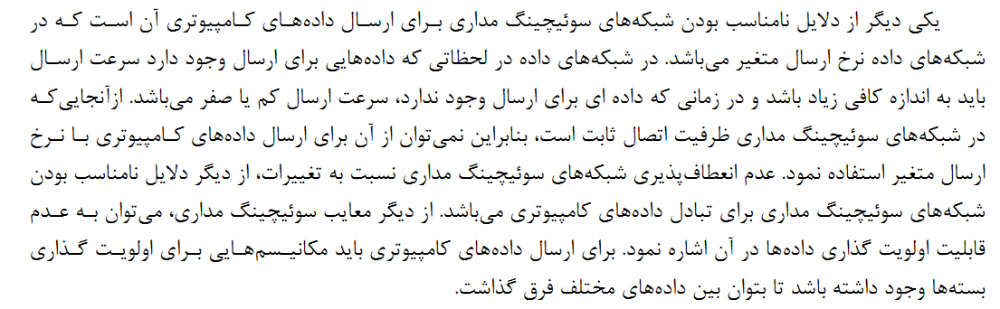 یکی دیگر از دلایل نامناسب بودن شبکه‌های سوئیچینگ مداری برای ارسال داده‌های کامپیوتری آن است که در
شبکه‌های داده نرخ ارسال متغیر می‌باشد. در شبکه‌های داده در لحظاتی که داده‌هایی برای ارسال وجود دارد سرعت ارسال
باید به اندازه کافی زیاد باشد و در زمانی که داده ای برای ارسال وجود ندارد، سرعت ارسال کم یا صفر می‌باشد. ازآنجایی‌که
در شبکه‌های سوئیچینگ مداری ظرفیت اتصال ثابت است، بنابراین نمی‌توان از آن برای ارسال داده‌های کامپیوتری با نرخ
ارسال متغیر استفاده نمود. عدم انعطاف‌پذیری شبکه‌های سوئیچینگ مداری نسبت به تغییرات، از دیگر دلایل نامناسب بودن
شبکه‌های سوئیچینگ مداری برای تبادل داده‌های کامپیوتری می‌باشد. از دیگر معایب سوئیچینگ مداری، می‌توان به عدم
قابلیت اولویت گذاری داده‌ها در آن اشاره نمود. برای ارسال داده‌های کامپیوتری باید مکانیسم‌هایی برای اولویت گذاری
بسته‌ها وجود داشته باشد تا بتوان بین داده‌های مختلف فرق گذاشت.